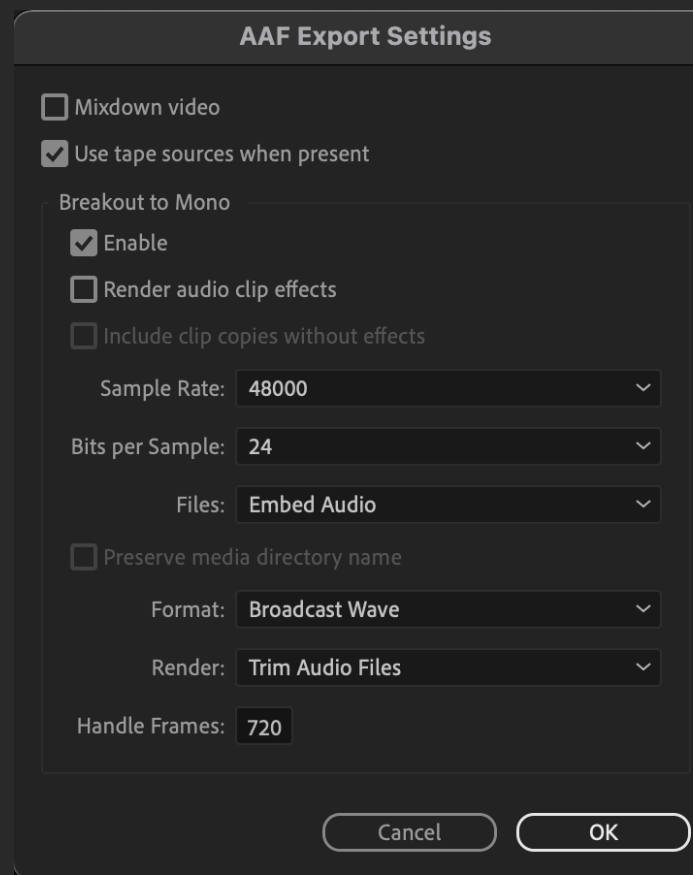 AAF Export Settings
Mixdown video
Use tape sources when present
Breakout to Mono
Enable
Render audio clip effects
Include clip copies without effects
Sample Rate: 48000
Bits per Sample: 24
Files: Embed Audio
Preserve media directory name
Format: Broadcast Wave
Render: Trim Audio Files
Handle Frames: 720
Cancel OK